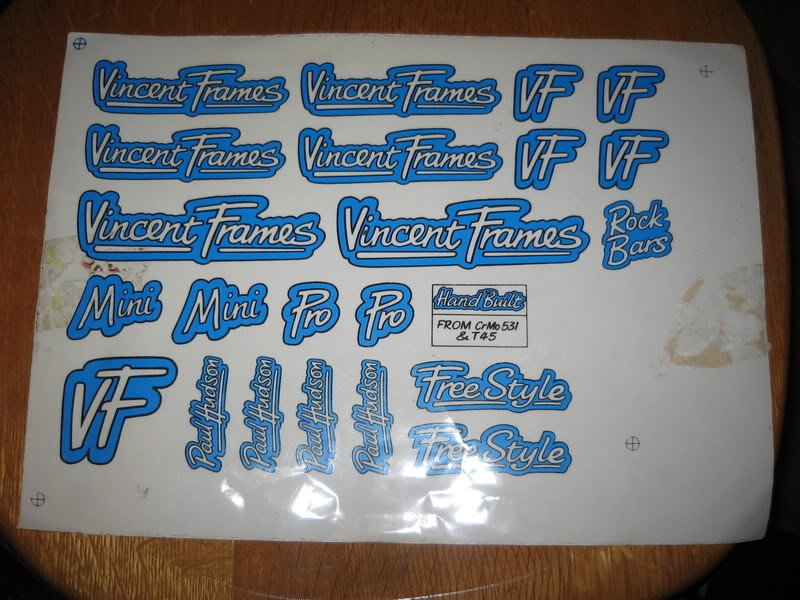 Vincent Frames Vincent Frames VF VF
Vincent Frames Vincent Frames VF VF
Vincent Frames Vincent Frames Rock
Bars
Mini Mini Pro Pro Hand Built
FROM CrMo 531
& T45
VF Paul Hudson Paul Hudson Paul Hudson Paul Hudson Free Style
Free Style